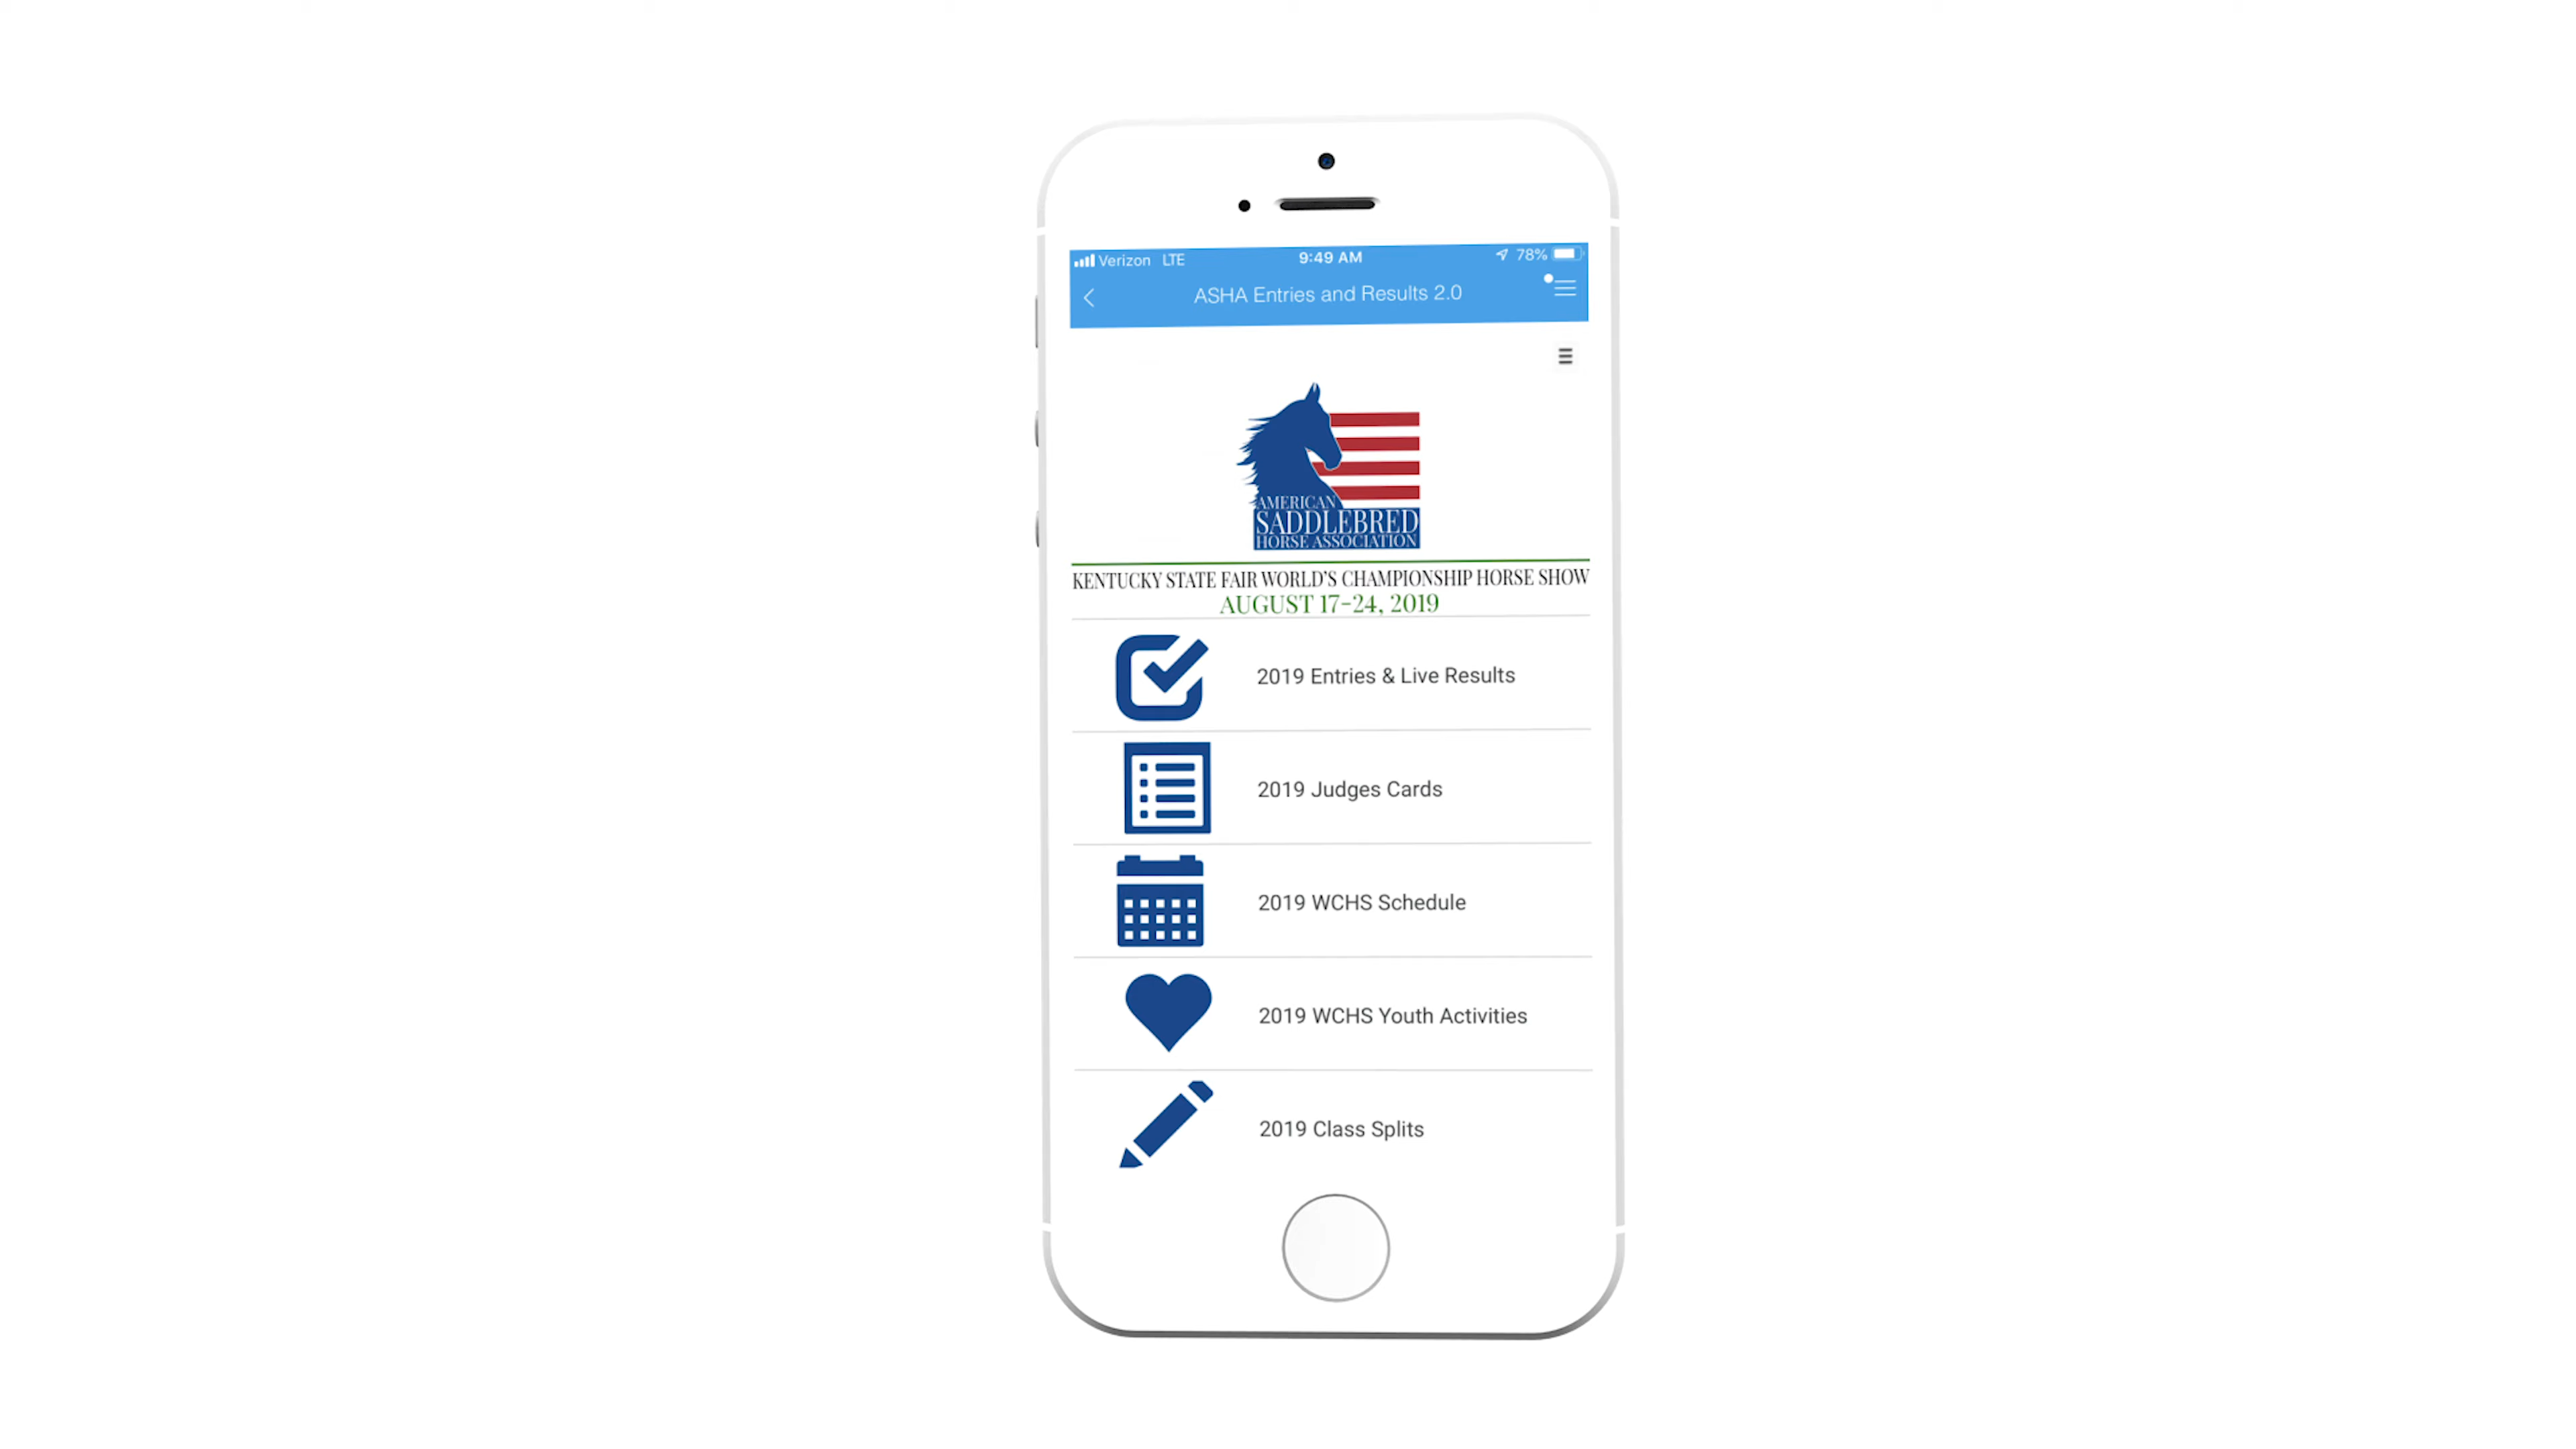 Verizon LTE 9:49 AM 78%
ASHA Entries and Results 2.0
AMERICAN
SADDLEBRED
HORSE ASSOCIATION
KENTUCKY STATE FAIR WORLD'S CHAMPIONSHIP HORSE SHOW
AUGUST 17-24, 2019
2019 Entries & Live Results
2019 Judges Cards
2019 WCHS Schedule
2019 WCHS Youth Activities
2019 Class Splits